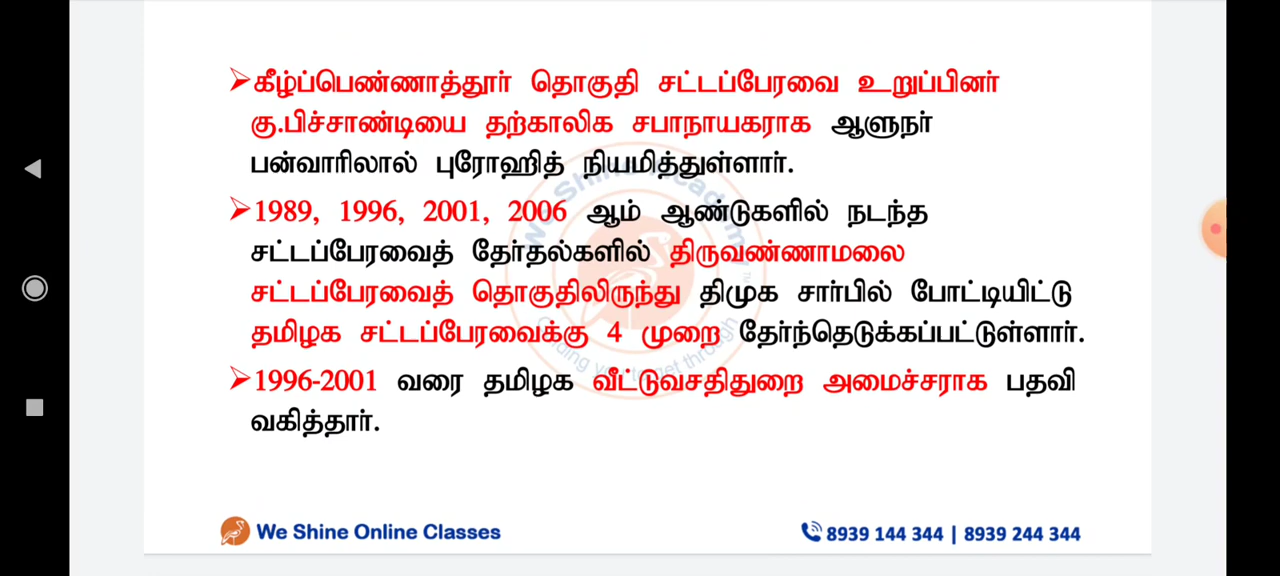 ➤கீழ்ப்பெண்ணாத்தூர் தொகுதி சட்டப்பேரவை உறுப்பினர்
கு.பிச்சாண்டியை தற்காலிக சபாநாயகராக ஆளுநர்
பன்வாரிலால் புரோஹித் நியமித்துள்ளார்.
➤1989, 1996, 2001, 2006 ஆம் ஆண்டுகளில் நடந்த
சட்டப்பேரவைத் தேர்தல்களில் திருவண்ணாமலை
சட்டப்பேரவைத் தொகுதிலிருந்து திமுக சார்பில் போட்டியிட்டு
தமிழக சட்டப்பேரவைக்கு 4 முறை தேர்ந்தெடுக்கப்பட்டுள்ளார்.
➤1996-2001 வரை தமிழக வீட்டுவசதிதுறை அமைச்சராக பதவி
வகித்தார்.
We Shine Online Classes
8939 144 344 | 8939 244 344